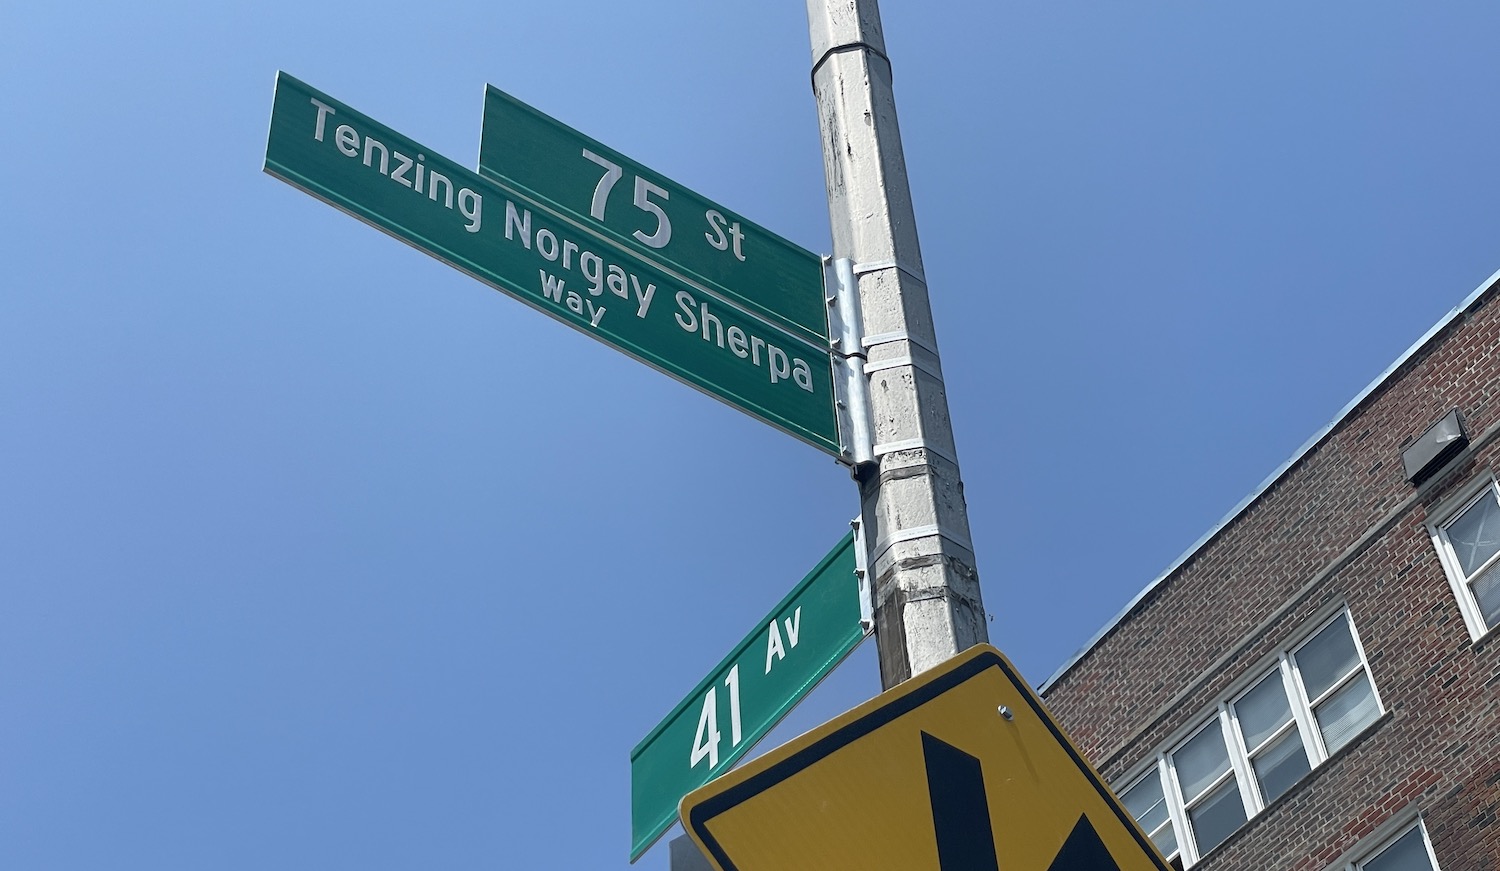 75 St
Tenzing Norgay Sherpa
Way
41 Av